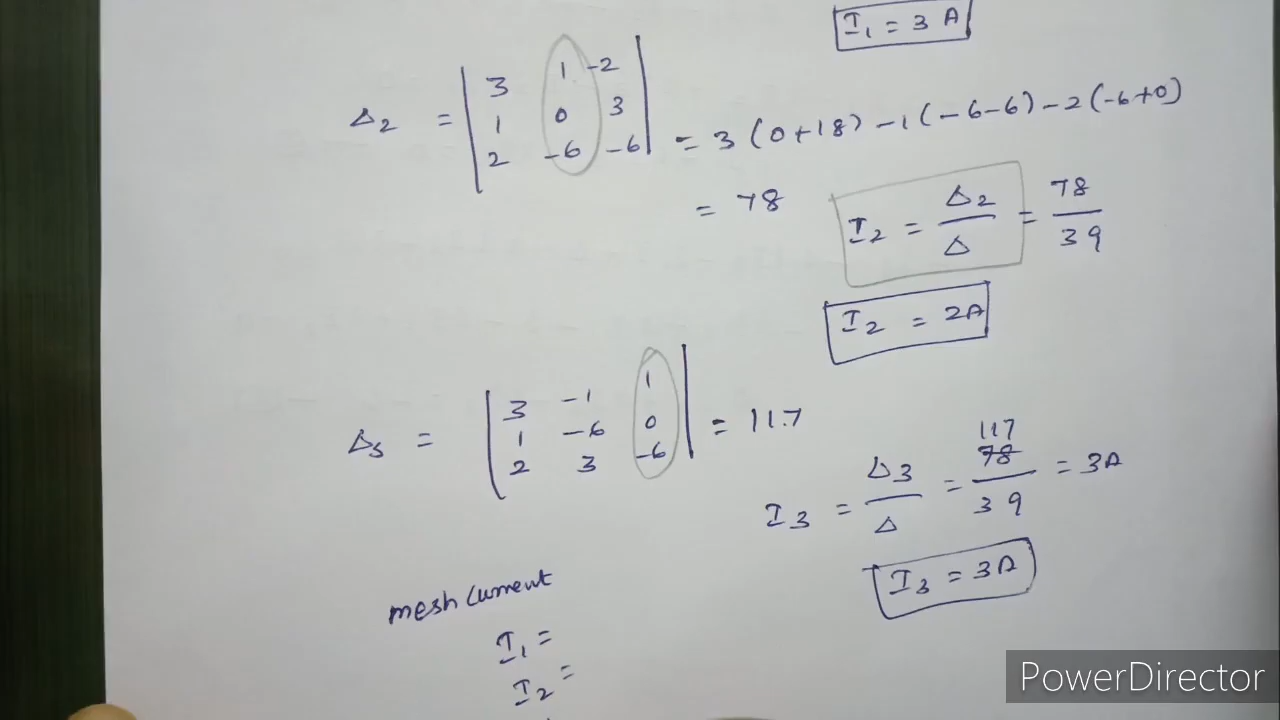 I₁ = 3 A
Δ₂ = | 3 1 -2 |
| 1 0 3 |
| 2 -6 -6 | = 3 (0+18) -1 (-6-6) -2 (-6+0)
= 78
I₂ = Δ₂ / Δ = 78 / 39
I₂ = 2A
Δ₃ = | 3 -1 1 |
| 1 -6 0 |
| 2 3 -6 | = 117
I₃ = Δ₃ / Δ = 117 78 / 39 = 3A
I₃ = 3A
mesh current
I₁ =
I₂ =
PowerDirector